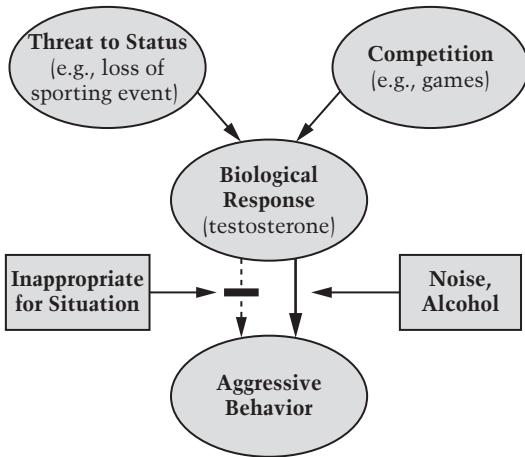 Threat to Status
(e.g., loss of
sporting event)
Competition
(e.g., games)
Biological
Response
(testosterone)
Inappropriate
for Situation
Noise,
Alcohol
Aggressive
Behavior